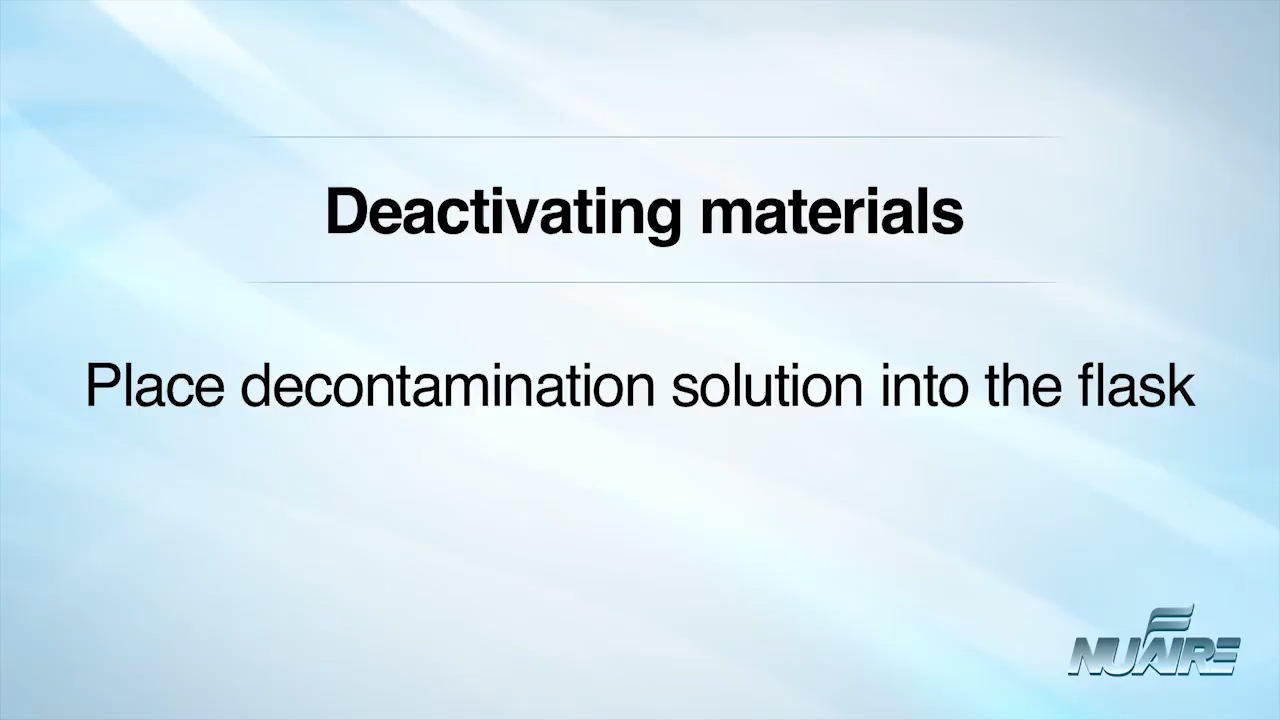 Deactivating materials
Place decontamination solution into the flask
NUAIRE